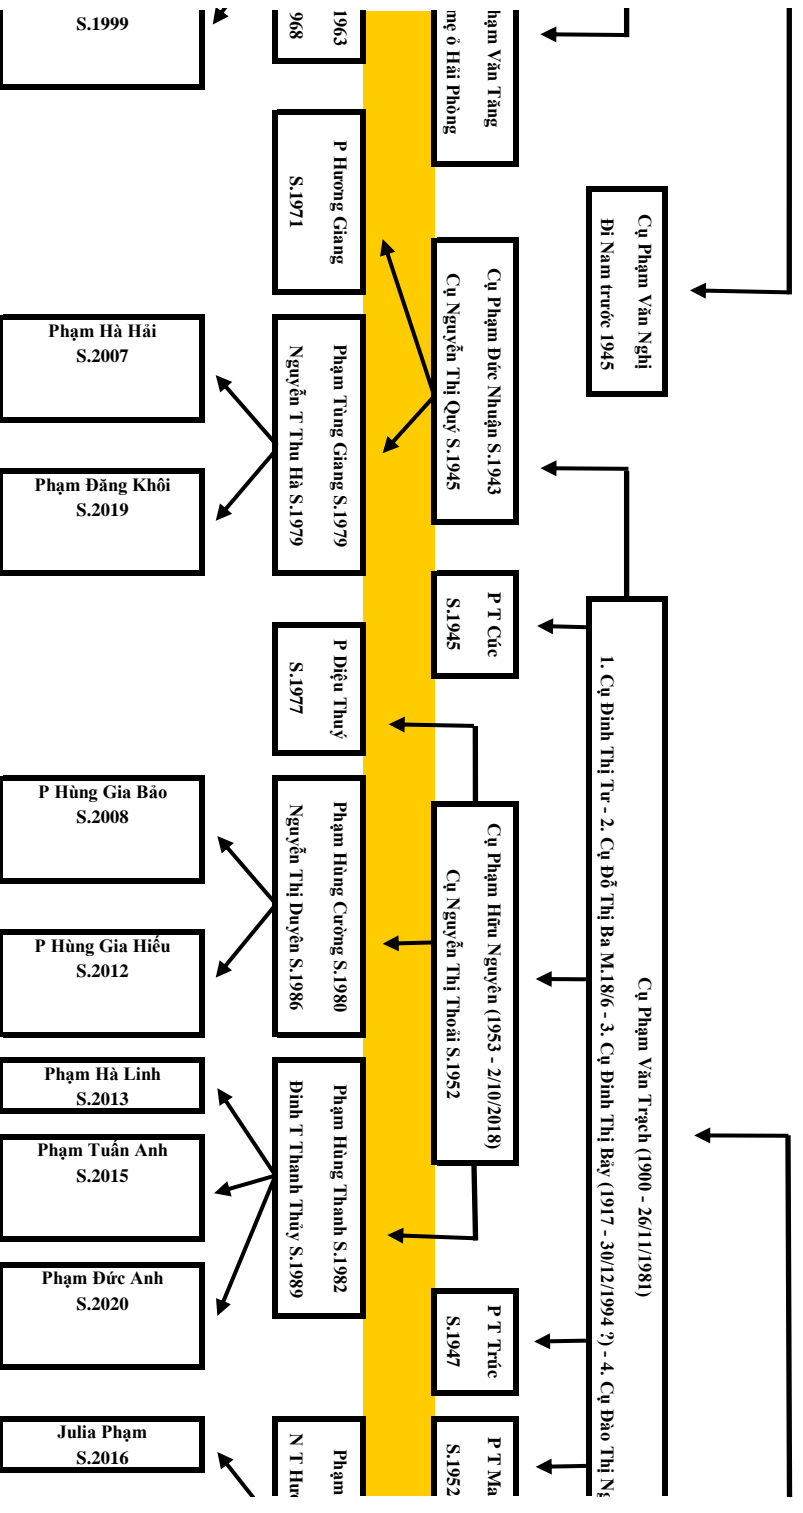 S.1999
1963
968
hạm Văn Tăng
mẹ ở Hải Phòng
Cụ Phạm Văn Nghị
Đi Nam trước 1945
P Hương Giang
S.1971
Cụ Phạm Đức Nhuận S.1943
Cụ Nguyễn Thị Quý S.1945
Phạm Hà Hải
S.2007
Phạm Tùng Giang S.1979
Nguyễn T Thu Hà S.1979
Phạm Đăng Khôi
S.2019
P T Cúc
S.1945
Cụ Phạm Văn Trạch (1900 - 26/11/1981)
1. Cụ Đinh Thị Tư - 2. Cụ Đỗ Thị Ba M.18/6 - 3. Cụ Đinh Thị Bảy (1917 - 30/12/1994 ?) - 4. Cụ Đào Thị Ng
P Diệu Thuý
S.1977
P Hùng Gia Bảo
S.2008
Phạm Hùng Cường S.1980
Nguyễn Thị Duyên S.1986
Cụ Phạm Hữu Nguyên (1953 - 2/10/2018)
Cụ Nguyễn Thị Thoải S.1952
P Hùng Gia Hiếu
S.2012
Phạm Hà Linh
S.2013
Phạm Hùng Thanh S.1982
Đinh T Thanh Thủy S.1989
Phạm Tuấn Anh
S.2015
Phạm Đức Anh
S.2020
P T Trúc
S.1947
Julia Phạm
S.2016
Phạm
N T Hươ
P T Ma
S.1952